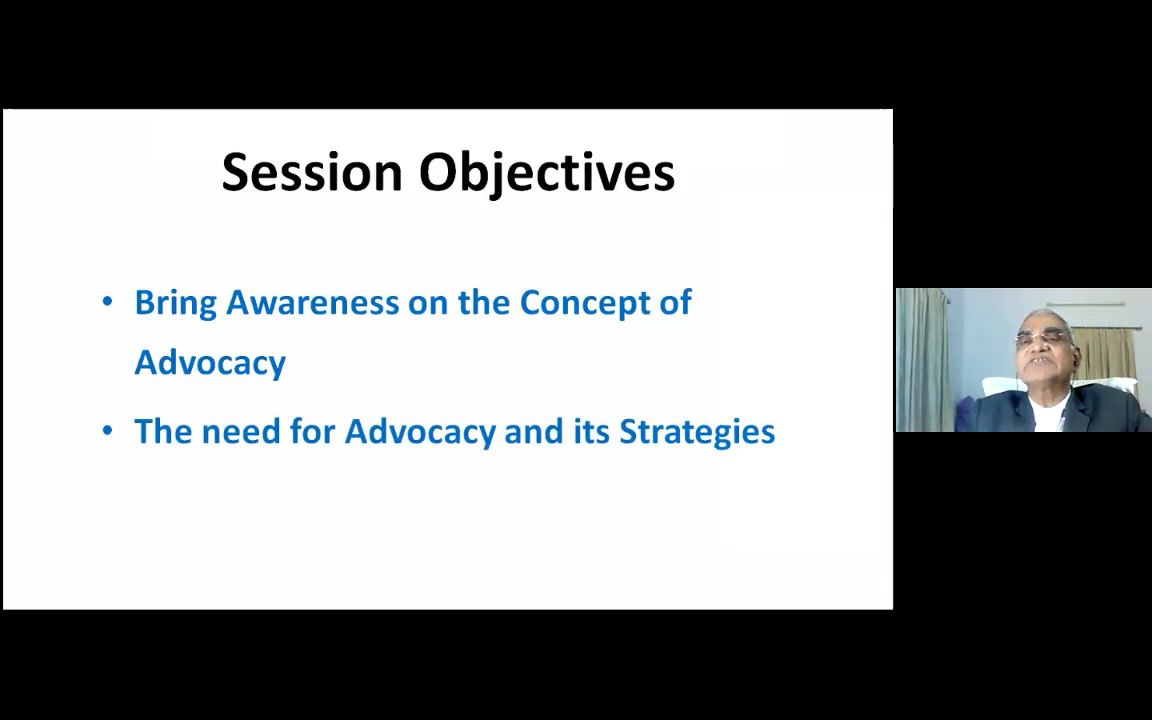 Session Objectives
• Bring Awareness on the Concept of
Advocacy
• The need for Advocacy and its Strategies